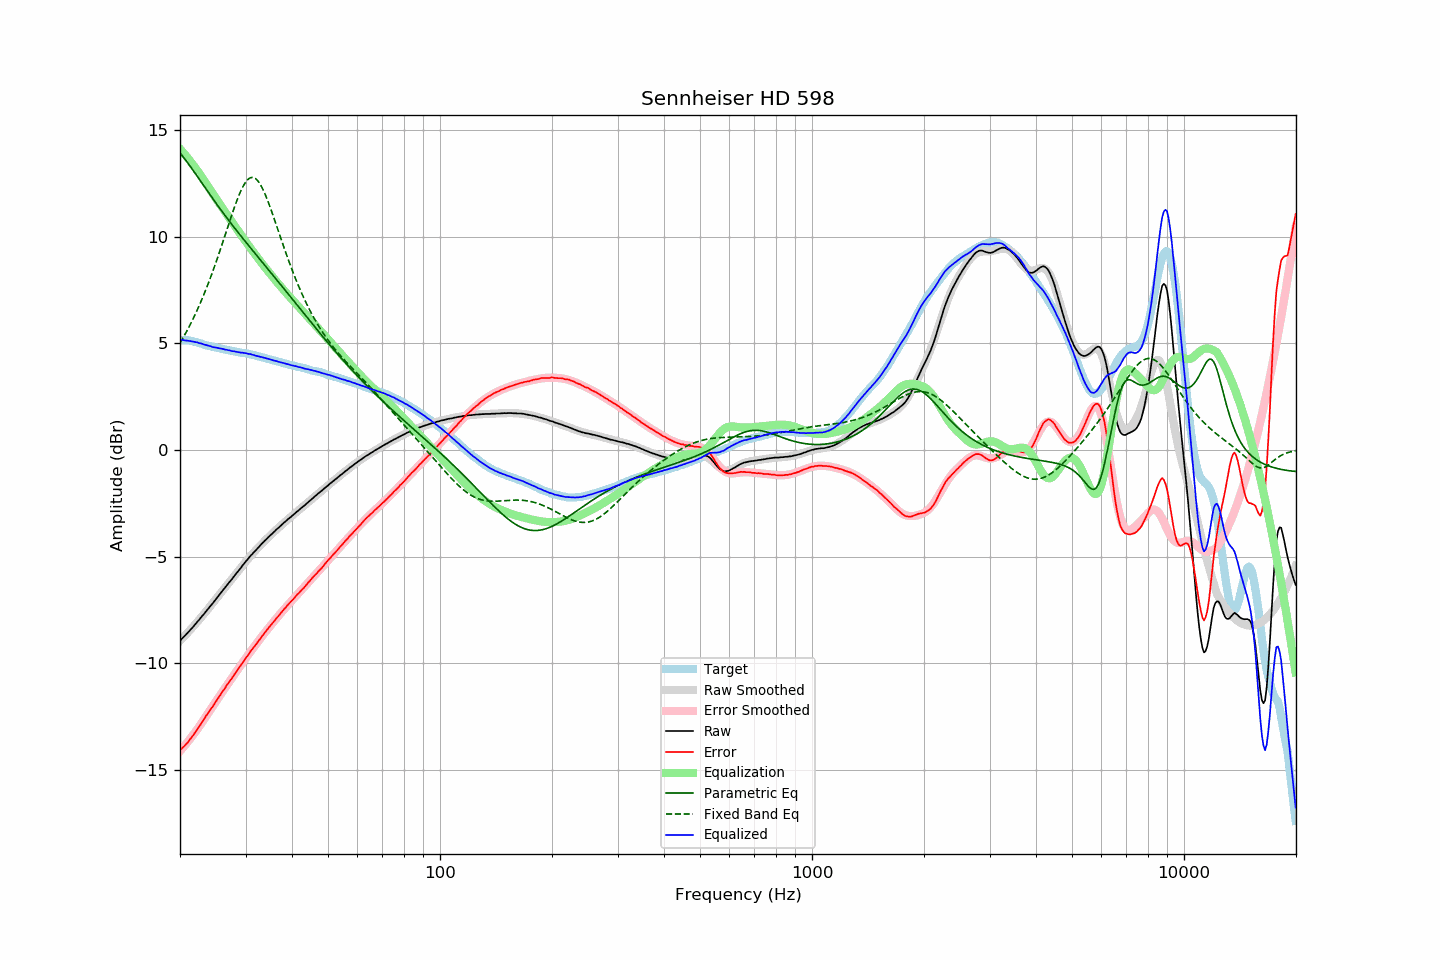 Sennheiser HD 598
15
10
5
0
−5
−10
−15
Amplitude (dBr)
Target
Raw Smoothed
Error Smoothed
Raw
Error
Equalization
Parametric Eq
Fixed Band Eq
Equalized
100
1000
10000
Frequency (Hz)